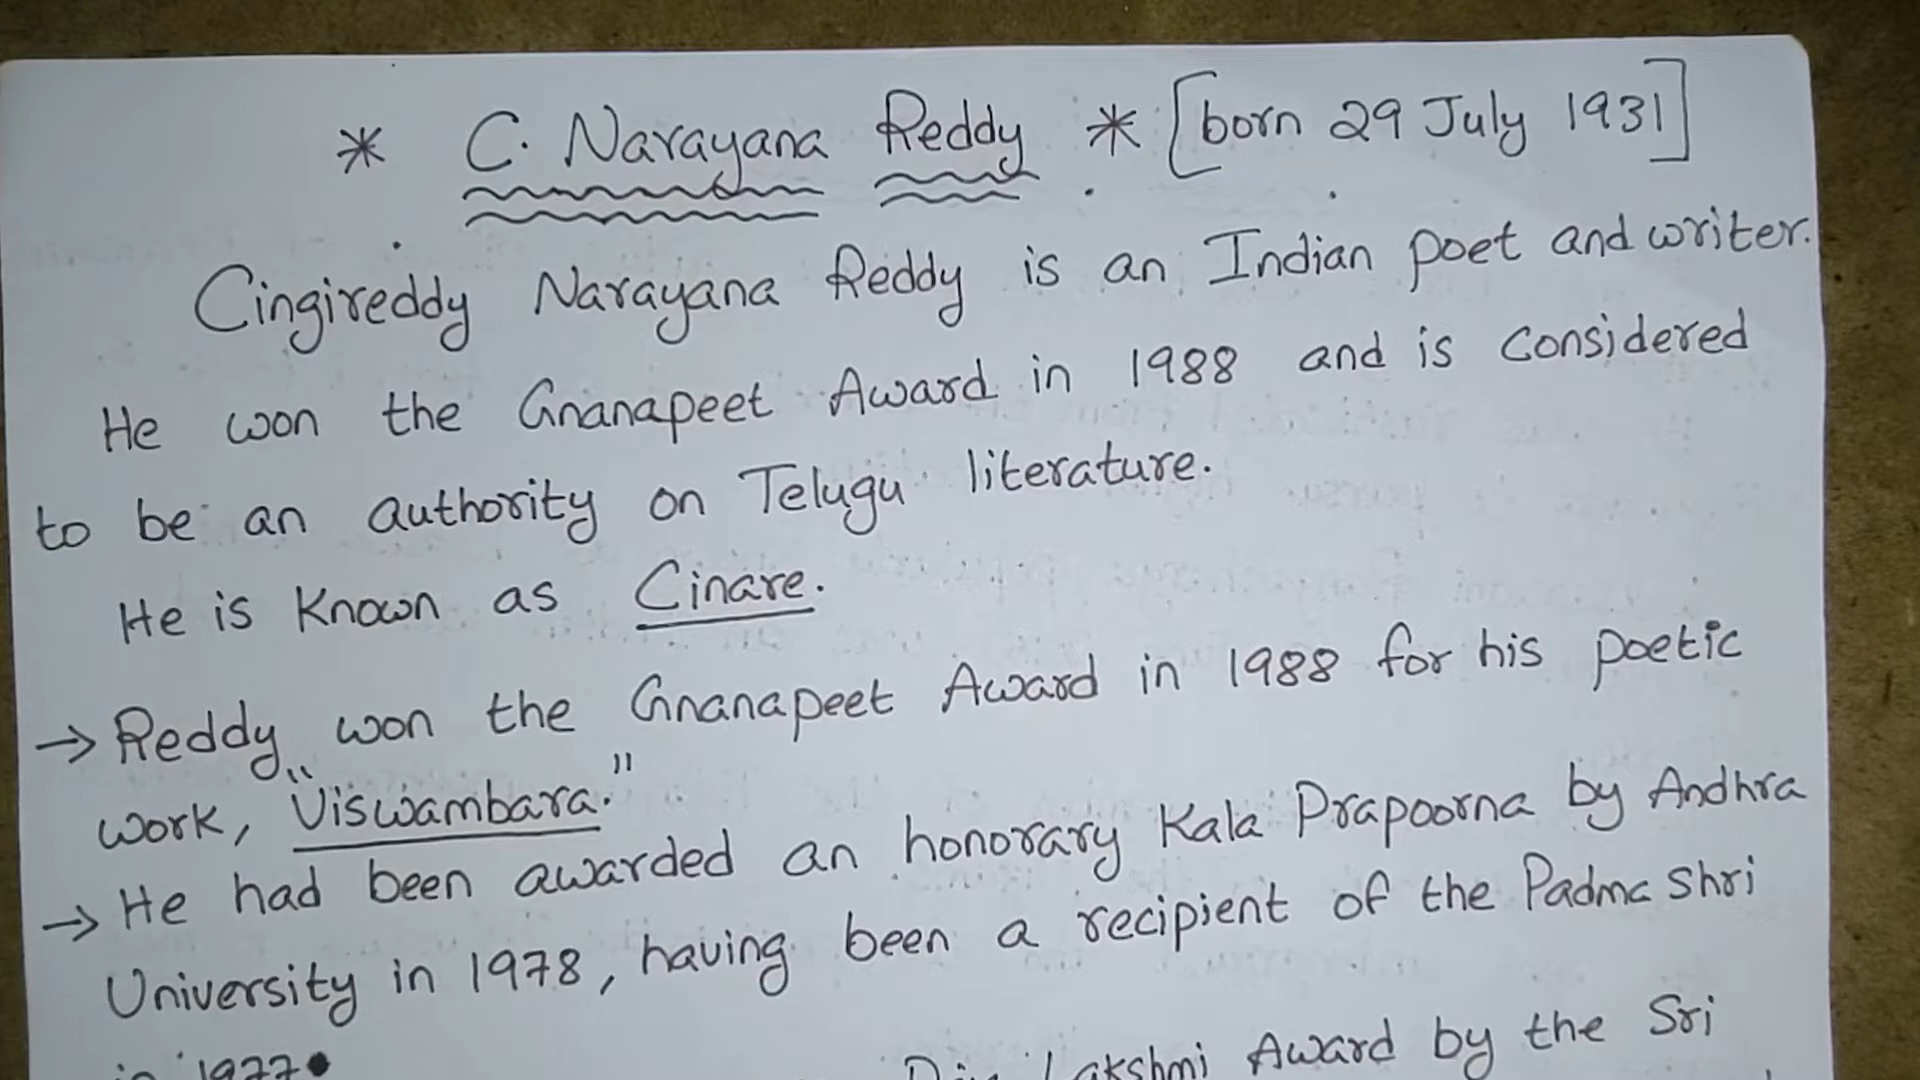 * C. Narayana Reddy * [born 29 July 1931]
Cingireddy Narayana Reddy is an Indian poet and writer.
He won the Gnanapeet Award in 1988 and is considered
to be an authority on Telugu literature.
He is known as Cinare.
→ Reddy won the Gnanapeet Award in 1988 for his poetic
work, "Viswambara."
→ He had been awarded an honorary Kala Prapoorna by Andhra
University in 1978, having been a recipient of the Padma Shri
in 1977.
Lakshmi Award by the Sri